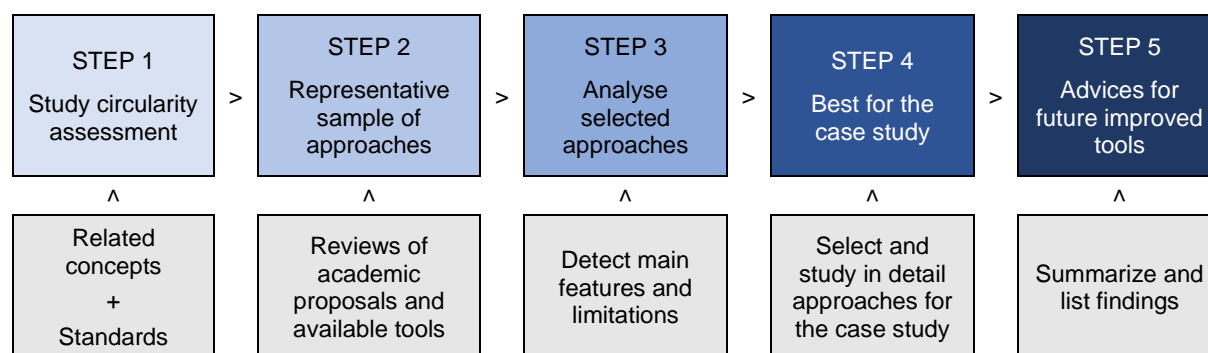 STEP 1
Study circularity
assessment
>
STEP 2
Representative
sample of
approaches
>
STEP 3
Analyse
selected
approaches
>
STEP 4
Best for the
case study
>
STEP 5
Advices for
future improved
tools
^
^
^
^
^
Related
concepts
+
Standards
Reviews of
academic
proposals and
available tools
Detect main
features and
limitations
Select and
study in detail
approaches for
the case study
Summarize and
list findings